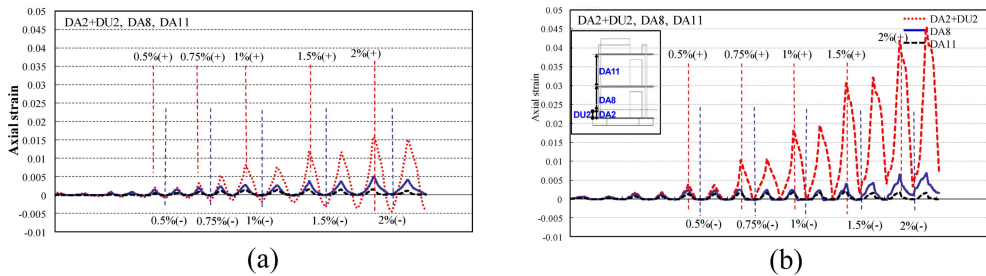 DA2+DU2, DA8, DA11
0.05
0.045
0.04
0.035
0.03
0.025
0.02
0.015
0.01
0.005
0
-0.005
-0.01
Axial strain
0.5%(+) 0.75%(+) 1%(+) 1.5%(+) 2%(+)
0.5%(-) 0.75%(-) 1%(-) 1.5%(-) 2%(-)
(a)
DA2+DU2, DA8, DA11
0.05
0.045
0.04
0.035
0.03
0.025
0.02
0.015
0.01
0.005
0
-0.005
-0.01
Axial strain
DA2+DU2
DA8
DA11
DA11
DA8
DU2 DA2
0.5%(+) 0.75%(+) 1%(+) 1.5%(+) 2%(+)
0.5%(-) 0.75%(-) 1%(-) 1.5%(-) 2%(-)
(b)